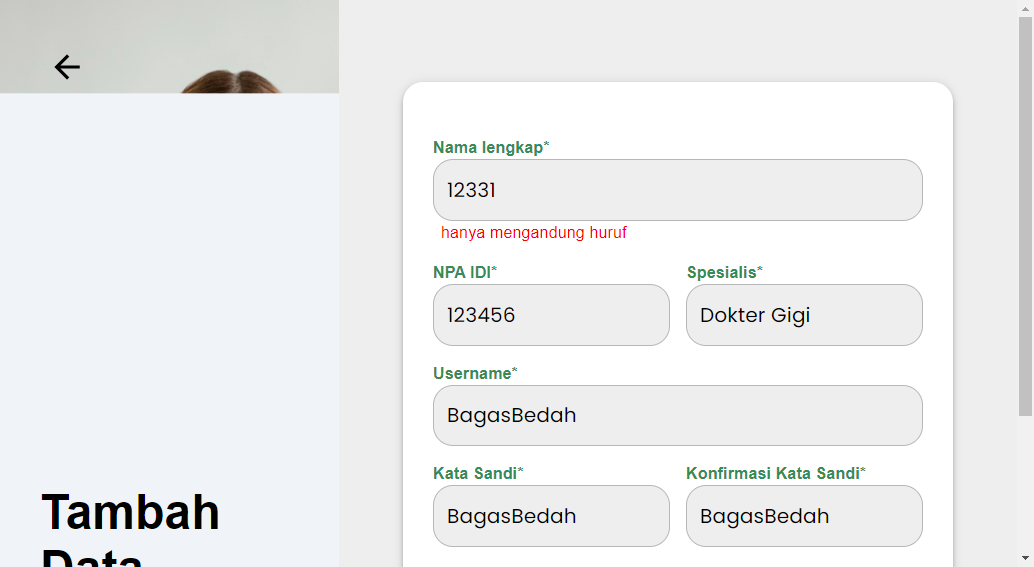 Nama lengkap*
12331
hanya mengandung huruf
NPA IDI* Spesialis*
123456 Dokter Gigi
Username*
BagasBedah
Kata Sandi* Konfirmasi Kata Sandi*
BagasBedah BagasBedah
Tambah
Data